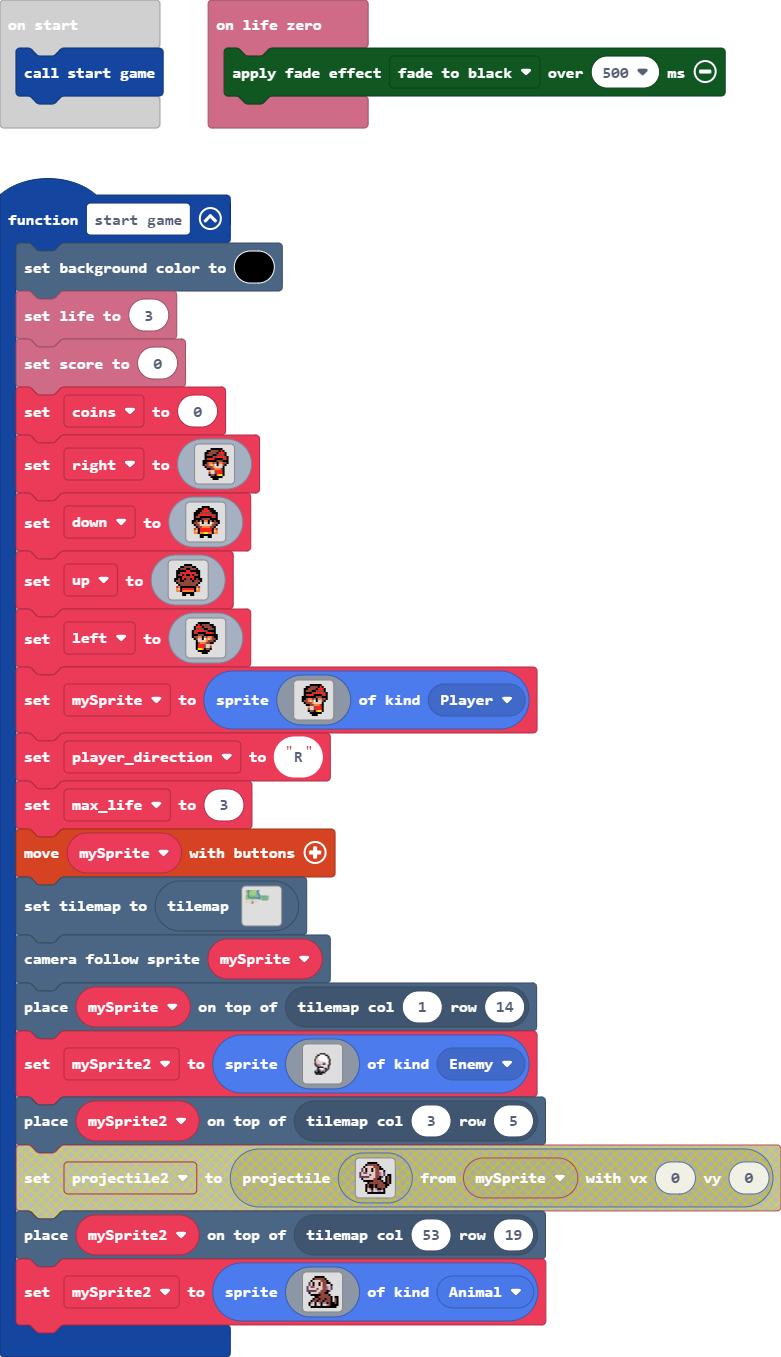 on start
call start game
on life zero
apply fade effect fade to black over 500 ms
function start game
set background color to
set life to 3
set score to 0
set coins to 0
set right to
set down to
set up to
set left to
set mySprite to sprite of kind Player
set player_direction to "R"
set max_life to 3
move mySprite with buttons
set tilemap to tilemap
camera follow sprite mySprite
place mySprite on top of tilemap col 1 row 14
set mySprite2 to sprite of kind Enemy
place mySprite2 on top of tilemap col 3 row 5
set projectile2 to projectile from mySprite with vx 0 vy 0
place mySprite2 on top of tilemap col 53 row 19
set mySprite2 to sprite of kind Animal